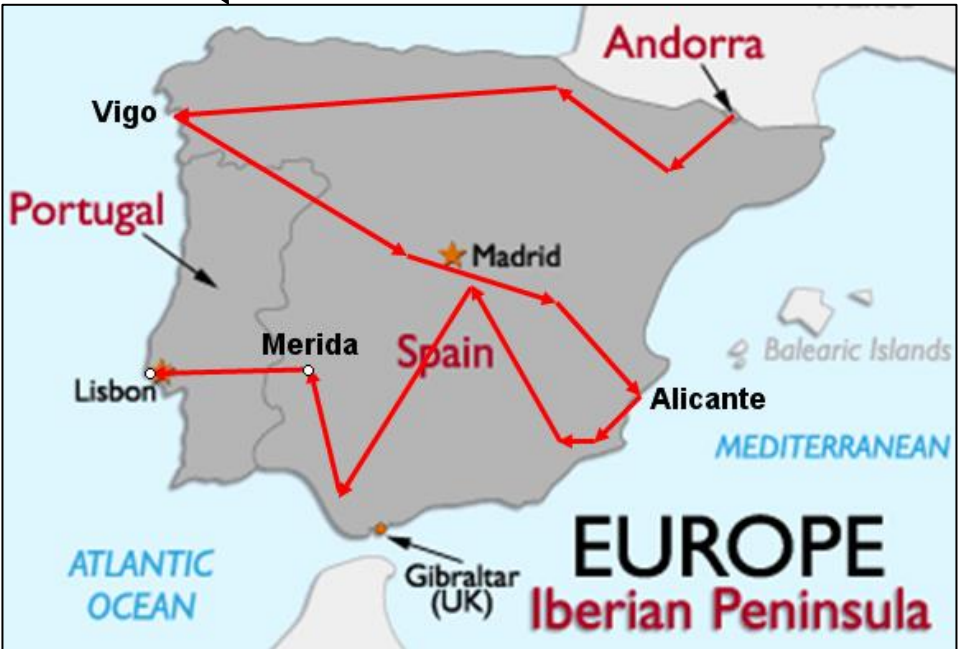 Andorra
Vigo
Portugal
Madrid
Merida
Spain
Balearic Islands
Lisbon
Alicante
MEDITERRANEAN
EUROPE
Iberian Peninsula
ATLANTIC
OCEAN
Gibraltar
(UK)